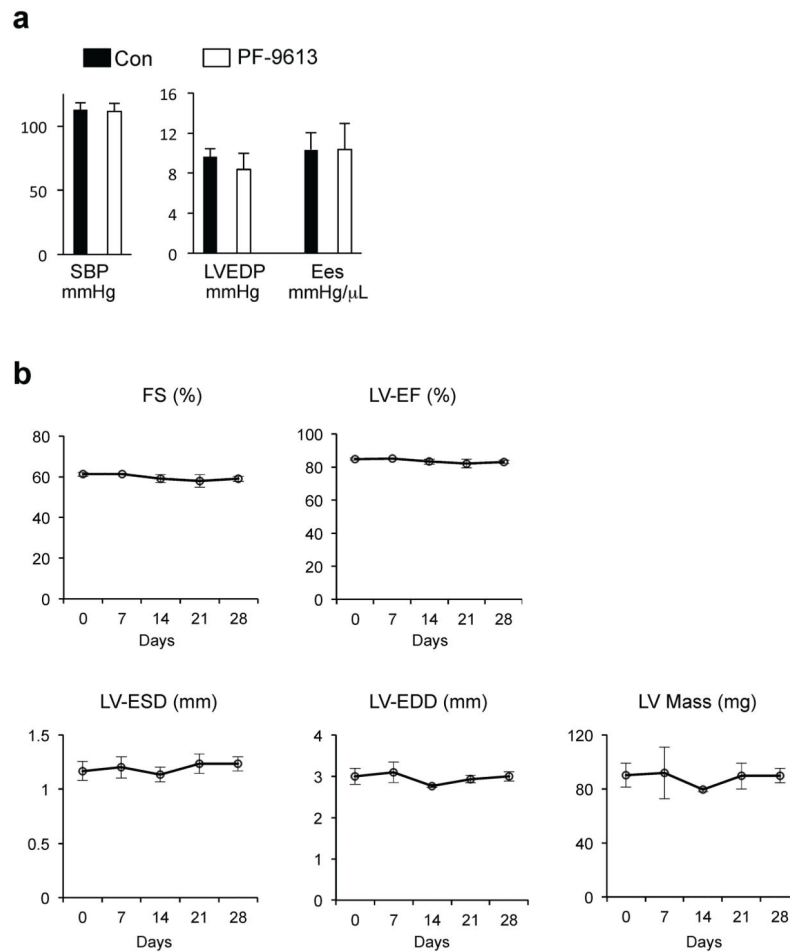 a
Con PF-9613
100
50
0
SBP
mmHg
16
12
8
4
0
LVEDP Ees
mmHg mmHg/μL
b
FS (%)
80
60
40
20
0
0 7 14 21 28
Days
LV-EF (%)
100
80
60
40
20
0
0 7 14 21 28
Days
LV-ESD (mm)
1.5
1
0.5
0
0 7 14 21 28
Days
LV-EDD (mm)
4
3
2
1
0
0 7 14 21 28
Days
LV Mass (mg)
120
80
40
0
0 7 14 21 28
Days